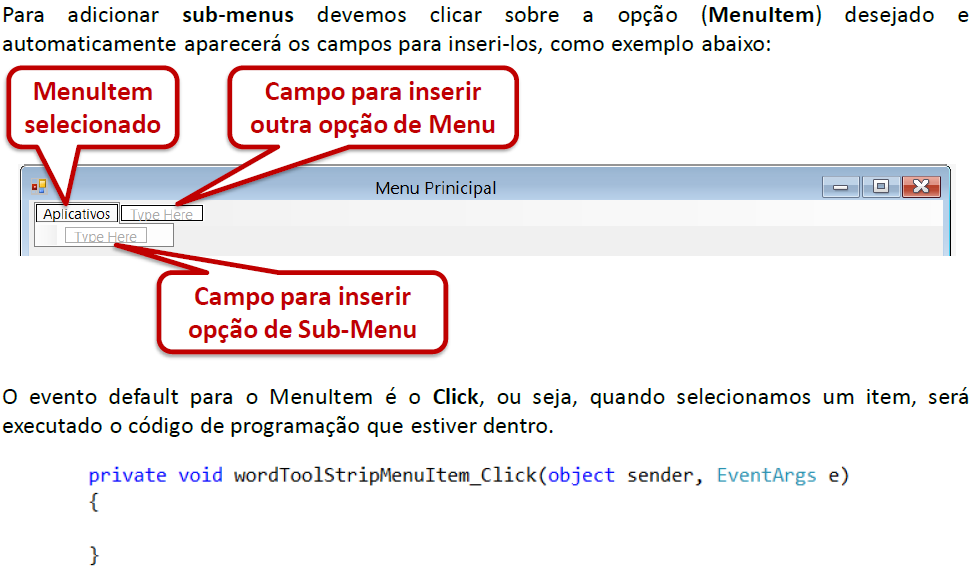 Para adicionar sub-menus devemos clicar sobre a opção (MenuItem) desejado e
automaticamente aparecerá os campos para inseri-los, como exemplo abaixo:
MenuItem
selecionado
Campo para inserir
outra opção de Menu
Menu Prinicipal
Aplicativos
Type Here
Type Here
Campo para inserir
opção de Sub-Menu
O evento default para o MenuItem é o Click, ou seja, quando selecionamos um item, será
executado o código de programação que estiver dentro.
private void wordToolStripMenuItem_Click(object sender, EventArgs e)
{
}